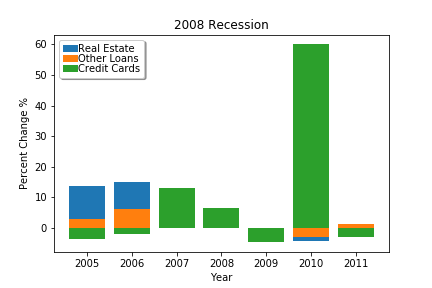 2008 Recession
Real Estate
Other Loans
Credit Cards
Percent Change %
60
50
40
30
20
10
0
2005 2006 2007 2008 2009 2010 2011
Year